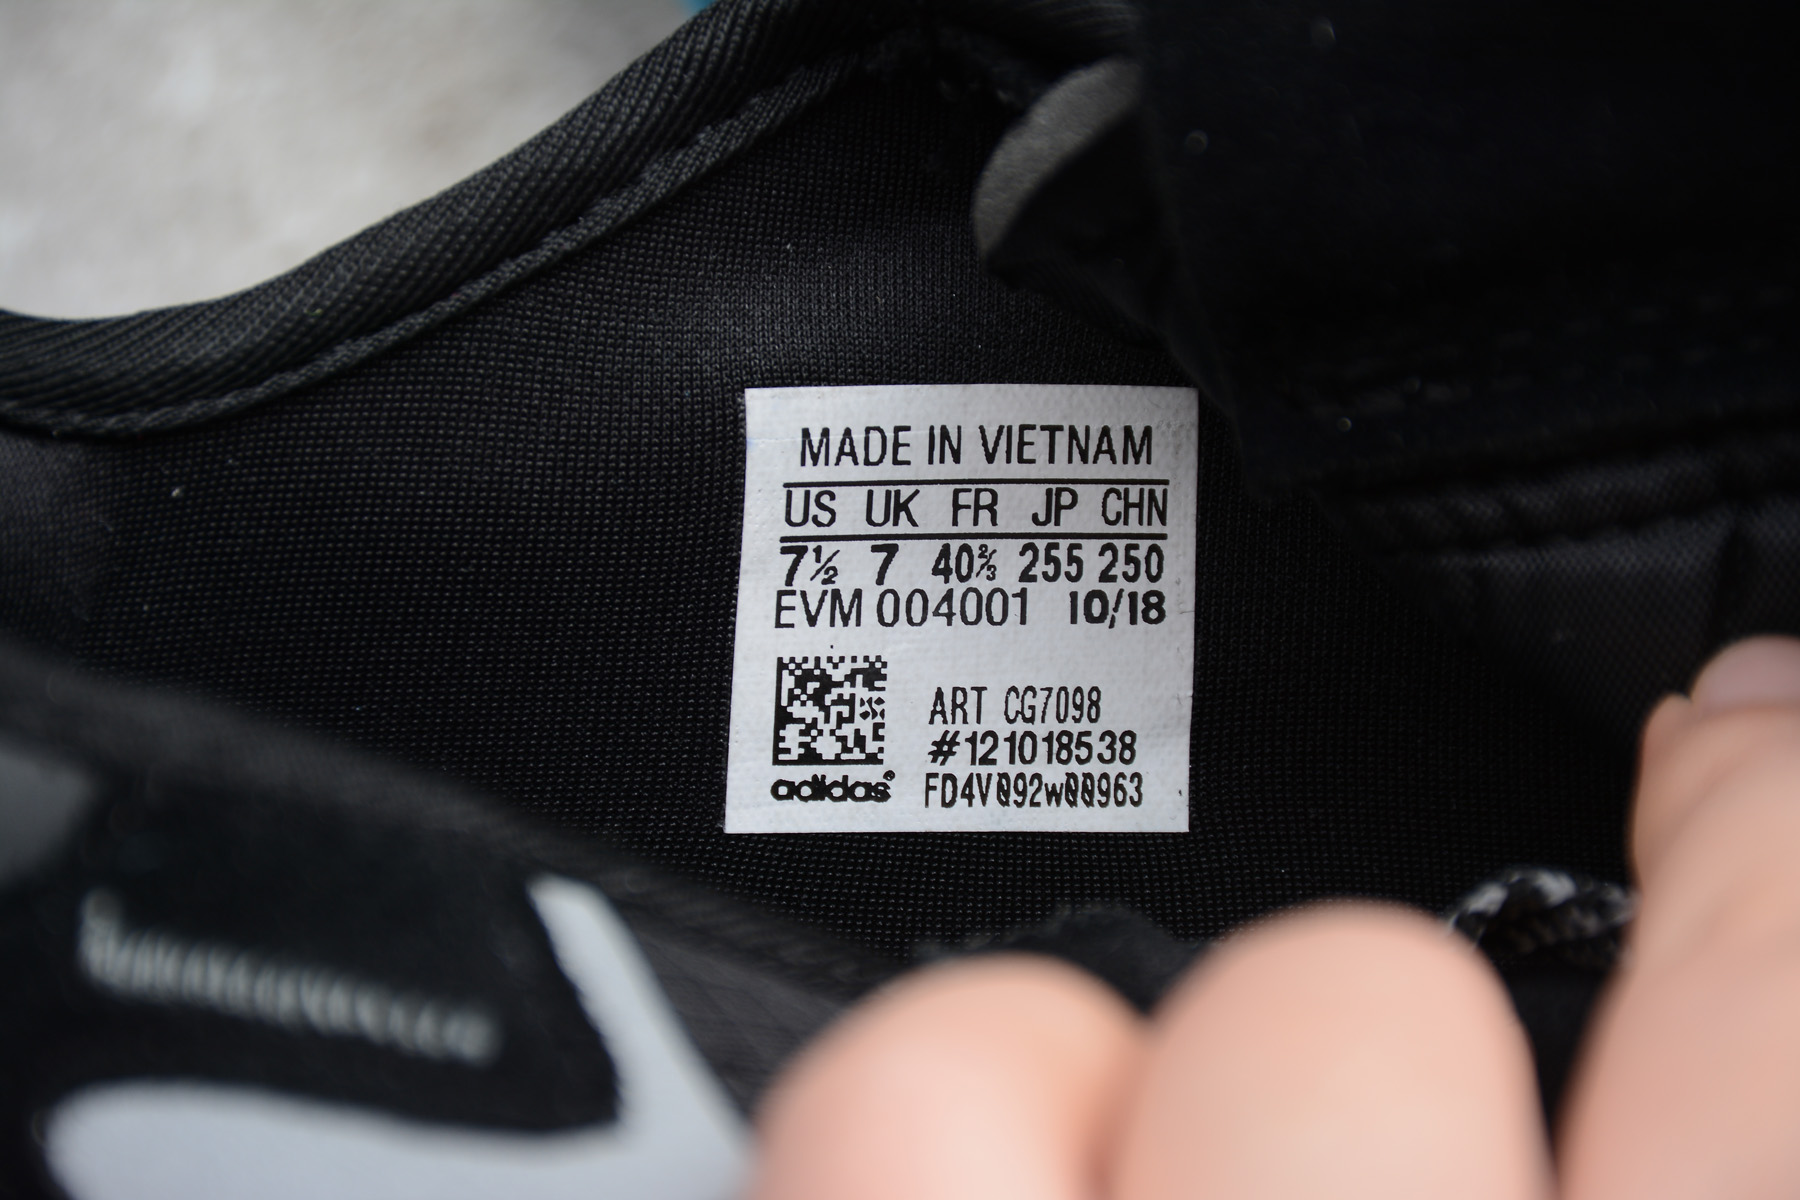 MADE IN VIETNAM
US UK FR JP CHN
7½ 7 40⅔ 255 250
EVM 004001 10/18
ART CG7098
#121018538
adidas® FD4V092w00963